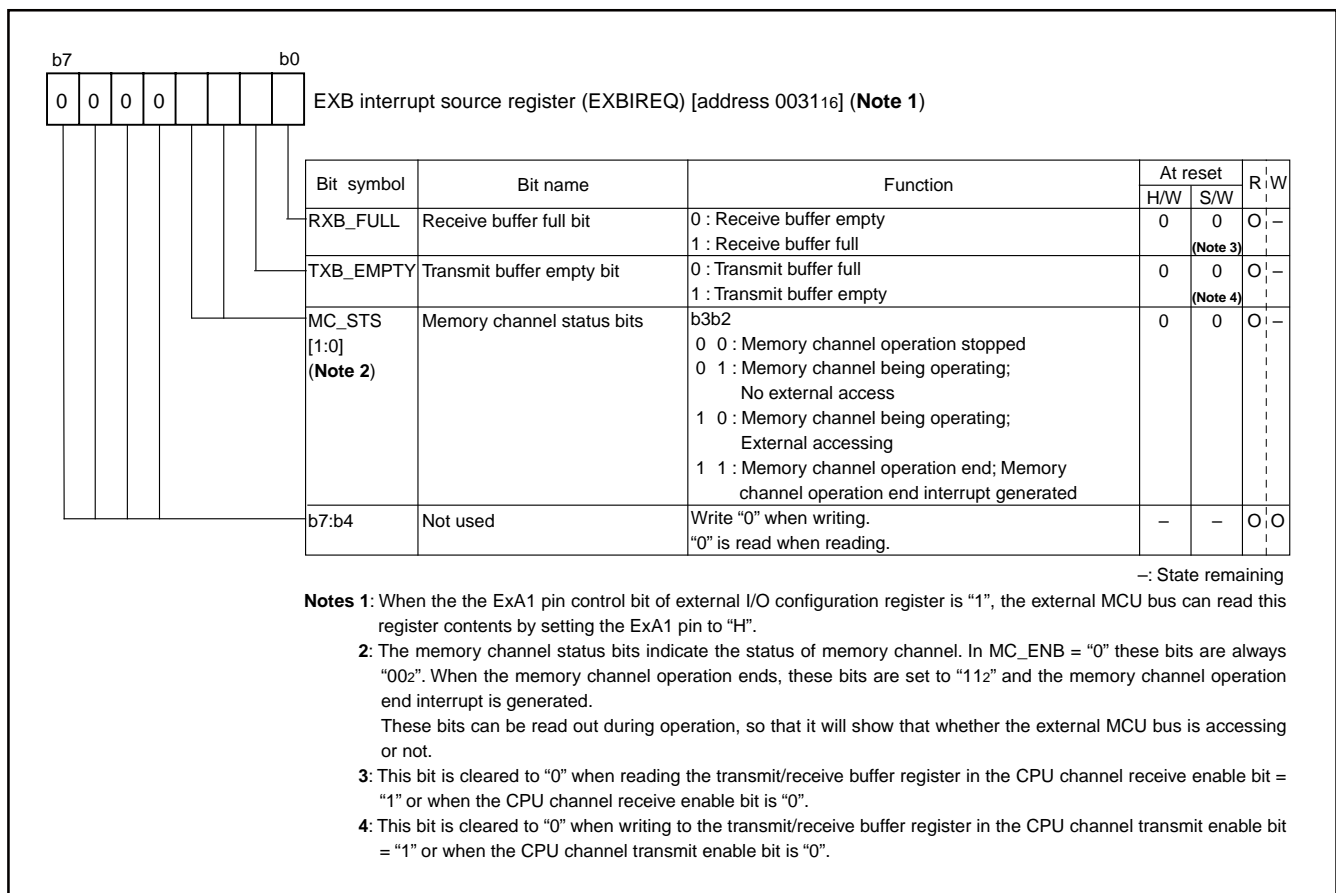 b7 b0
0 0 0 0 EXB interrupt source register (EXBIREQ) [address 003116] (Note 1)
Bit symbol Bit name Function At reset R W
H/W S/W
RXB_FULL Receive buffer full bit 0 : Receive buffer empty 0 0 O –
1 : Receive buffer full (Note 3)
TXB_EMPTY Transmit buffer empty bit 0 : Transmit buffer full 0 0 O –
1 : Transmit buffer empty (Note 4)
MC_STS Memory channel status bits b3b2 0 0 O –
[1:0] 0 0 : Memory channel operation stopped
(Note 2) 0 1 : Memory channel being operating;
No external access
1 0 : Memory channel being operating;
External accessing
1 1 : Memory channel operation end; Memory
channel operation end interrupt generated
b7:b4 Not used Write “0” when writing. – – O O
“0” is read when reading.
–: State remaining
Notes 1: When the the ExA1 pin control bit of external I/O configuration register is “1”, the external MCU bus can read this
register contents by setting the ExA1 pin to “H”.
2: The memory channel status bits indicate the status of memory channel. In MC_ENB = “0” these bits are always
“002”. When the memory channel operation ends, these bits are set to “112” and the memory channel operation
end interrupt is generated.
These bits can be read out during operation, so that it will show that whether the external MCU bus is accessing
or not.
3: This bit is cleared to “0” when reading the transmit/receive buffer register in the CPU channel receive enable bit =
“1” or when the CPU channel receive enable bit is “0”.
4: This bit is cleared to “0” when writing to the transmit/receive buffer register in the CPU channel transmit enable bit
= “1” or when the CPU channel transmit enable bit is “0”.